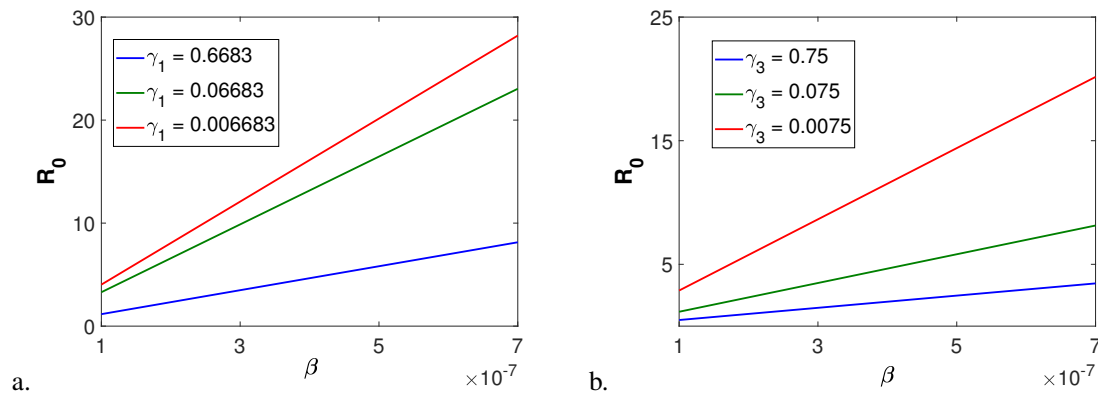 30
20
10
0
R0
γ1 = 0.6683
γ1 = 0.06683
γ1 = 0.006683
1 3 5 7
β ×10-7
a.
25
15
5
R0
γ3 = 0.75
γ3 = 0.075
γ3 = 0.0075
1 3 5 7
β ×10-7
b.